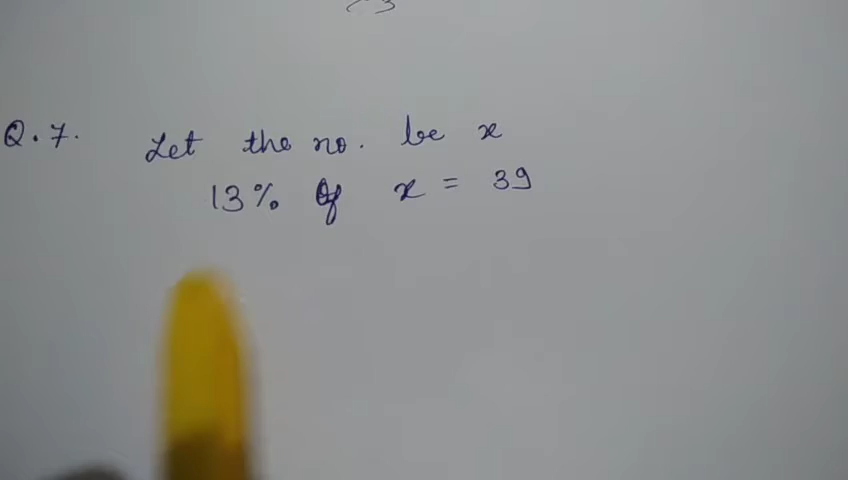 Q.7. Let the no. be x
13% of x = 39